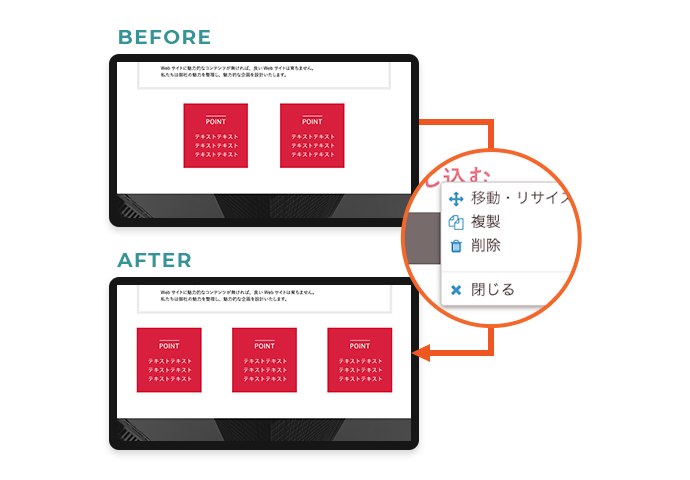 BEFORE
Web サイトに魅力的なコンテンツが無ければ、良い Web サイトは育ちません。
私たちは御社の魅力を整理し、魅力的な企画を設計いたします。
POINT
テキストテキスト
テキストテキスト
テキストテキスト
POINT
テキストテキスト
テキストテキスト
テキストテキスト
し込む
移動・リサイズ
複製
削除
閉じる
AFTER
Web サイトに魅力的なコンテンツが無ければ、良い Web サイトは育ちません。
私たちは御社の魅力を整理し、魅力的な企画を設計いたします。
POINT
テキストテキスト
テキストテキスト
テキストテキスト
POINT
テキストテキスト
テキストテキスト
テキストテキスト
POINT
テキストテキスト
テキストテキスト
テキストテキスト